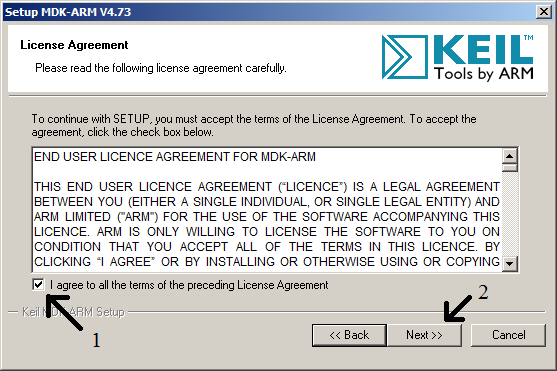 Setup MDK-ARM V4.73
License Agreement
Please read the following license agreement carefully.
KEIL™
Tools by ARM
To continue with SETUP, you must accept the terms of the License Agreement. To accept the
agreement, click the check box below.
END USER LICENCE AGREEMENT FOR MDK-ARM
THIS END USER LICENCE AGREEMENT (“LICENCE”) IS A LEGAL AGREEMENT
BETWEEN YOU (EITHER A SINGLE INDIVIDUAL, OR SINGLE LEGAL ENTITY) AND
ARM LIMITED ("ARM") FOR THE USE OF THE SOFTWARE ACCOMPANYING THIS
LICENCE. ARM IS ONLY WILLING TO LICENSE THE SOFTWARE TO YOU ON
CONDITION THAT YOU ACCEPT ALL OF THE TERMS IN THIS LICENCE. BY
CLICKING “I AGREE” OR BY INSTALLING OR OTHERWISE USING OR COPYING
I agree to all the terms of the preceding License Agreement
2
Keil MDK-ARM Setup
1
<< Back
Next >>
Cancel